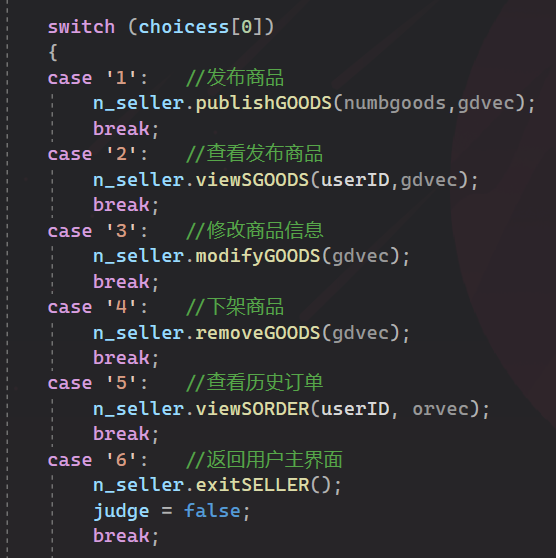 switch (choicess[0])
{
case '1':   //发布商品
    n_seller.publishGOODS(numbgoods,gdvec);
    break;
case '2':   //查看发布商品
    n_seller.viewSGOODS(userID,gdvec);
    break;
case '3':   //修改商品信息
    n_seller.modifyGOODS(gdvec);
    break;
case '4':   //下架商品
    n_seller.removeGOODS(gdvec);
    break;
case '5':   //查看历史订单
    n_seller.viewSORDER(userID, orvec);
    break;
case '6':   //返回用户主界面
    n_seller.exitSELLER();
    judge = false;
    break;